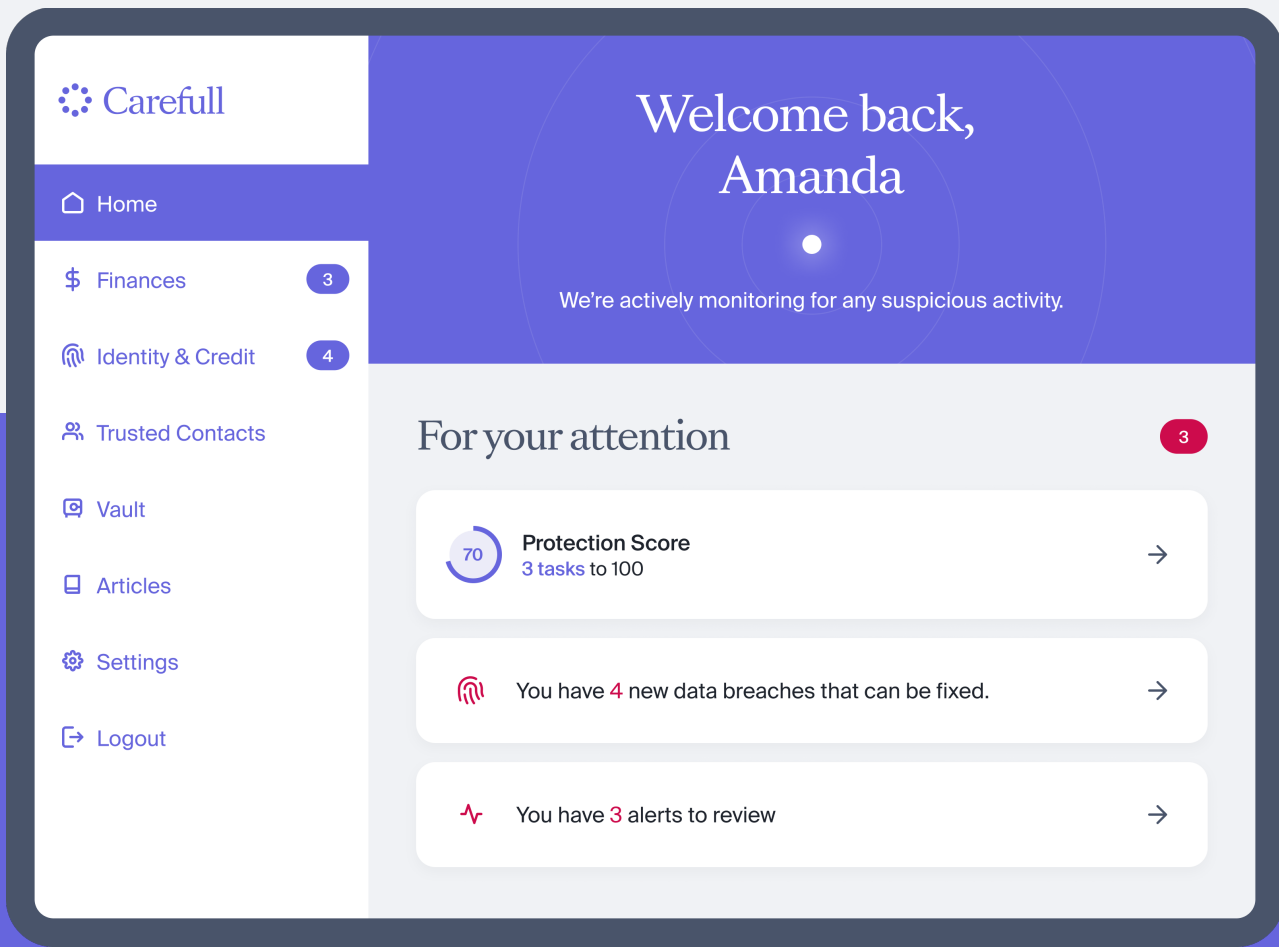 Carefull
Home
Finances
3
Identity & Credit
4
Trusted Contacts
Vault
Articles
Settings
Logout
Welcome back,
Amanda
We’re actively monitoring for any suspicious activity.
For your attention
3
70
Protection Score
3 tasks to 100
You have 4 new data breaches that can be fixed.
You have 3 alerts to review